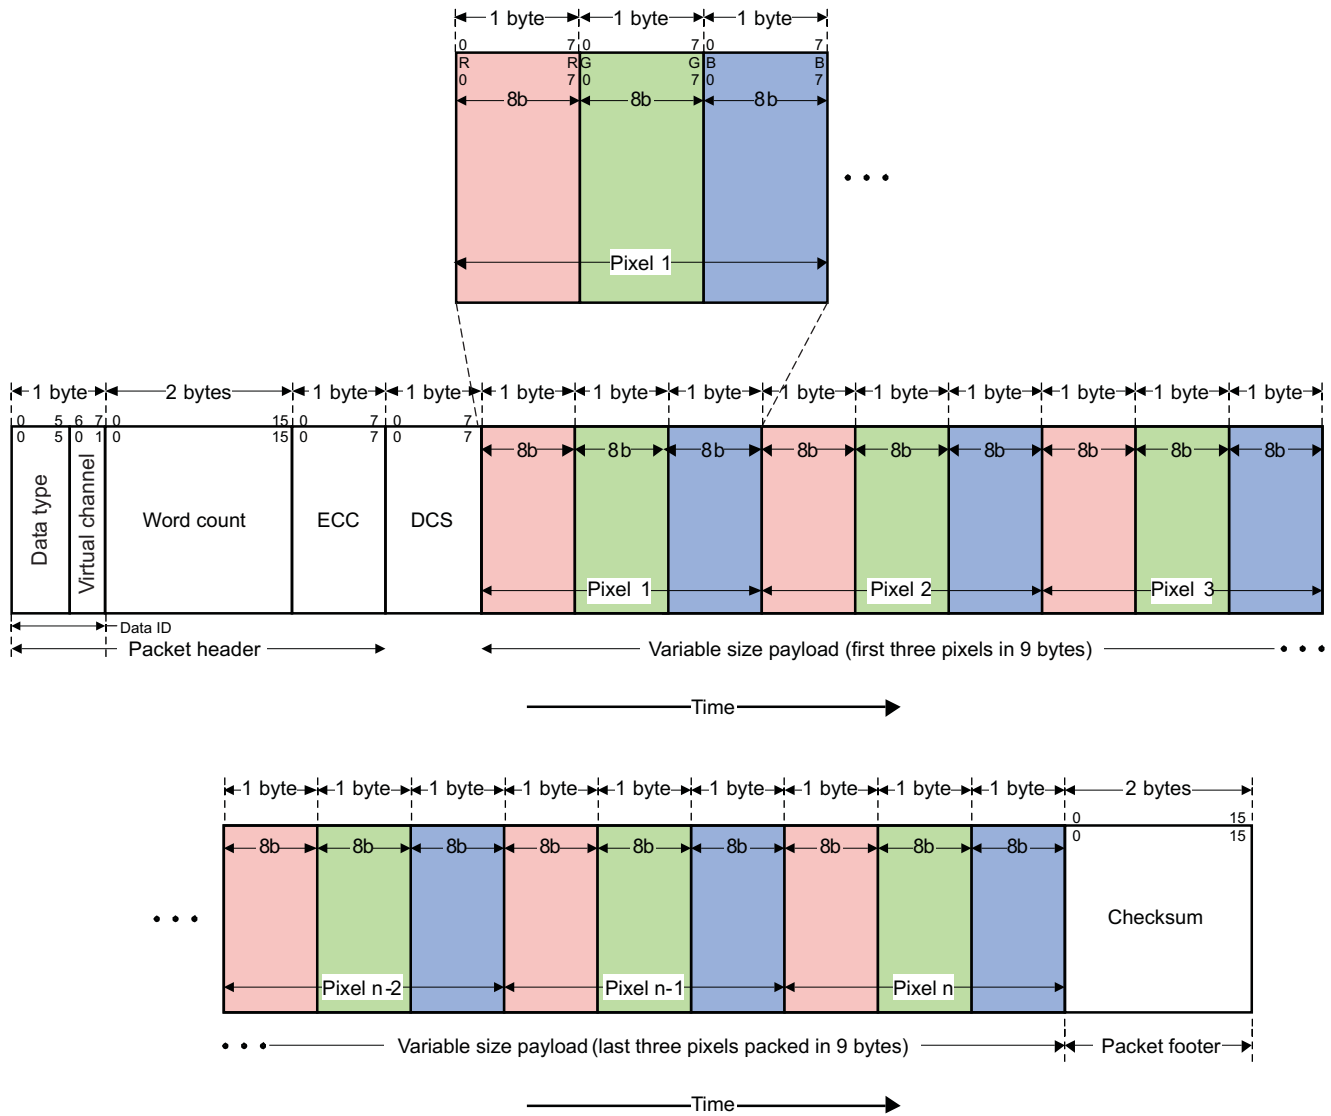 1 byte 1 byte 1 byte
0 7 0 7 0 7
R R G G B B
0 7 0 7 0 7
8b 8b 8b
Pixel 1
1 byte 2 bytes 1 byte 1 byte 1 byte 1 byte 1 byte 1 byte 1 byte 1 byte 1 byte 1 byte 1 byte
0 5 6 7 0 15 0 7 0 7
0 5 0 1 0 15 0 7 0 7
8b 8b 8b 8b 8b 8b 8b 8b 8b
Data type
Virtual channel
Word count ECC DCS
Pixel 1 Pixel 2 Pixel 3
Data ID
Packet header Variable size payload (first three pixels in 9 bytes)
Time
1 byte 1 byte 1 byte 1 byte 1 byte 1 byte 1 byte 1 byte 1 byte 2 bytes
0 15
0 15
8b 8b 8b 8b 8b 8b 8b 8b 8b
Checksum
Pixel n-2 Pixel n-1 Pixel n
Variable size payload (last three pixels packed in 9 bytes) Packet footer
Time